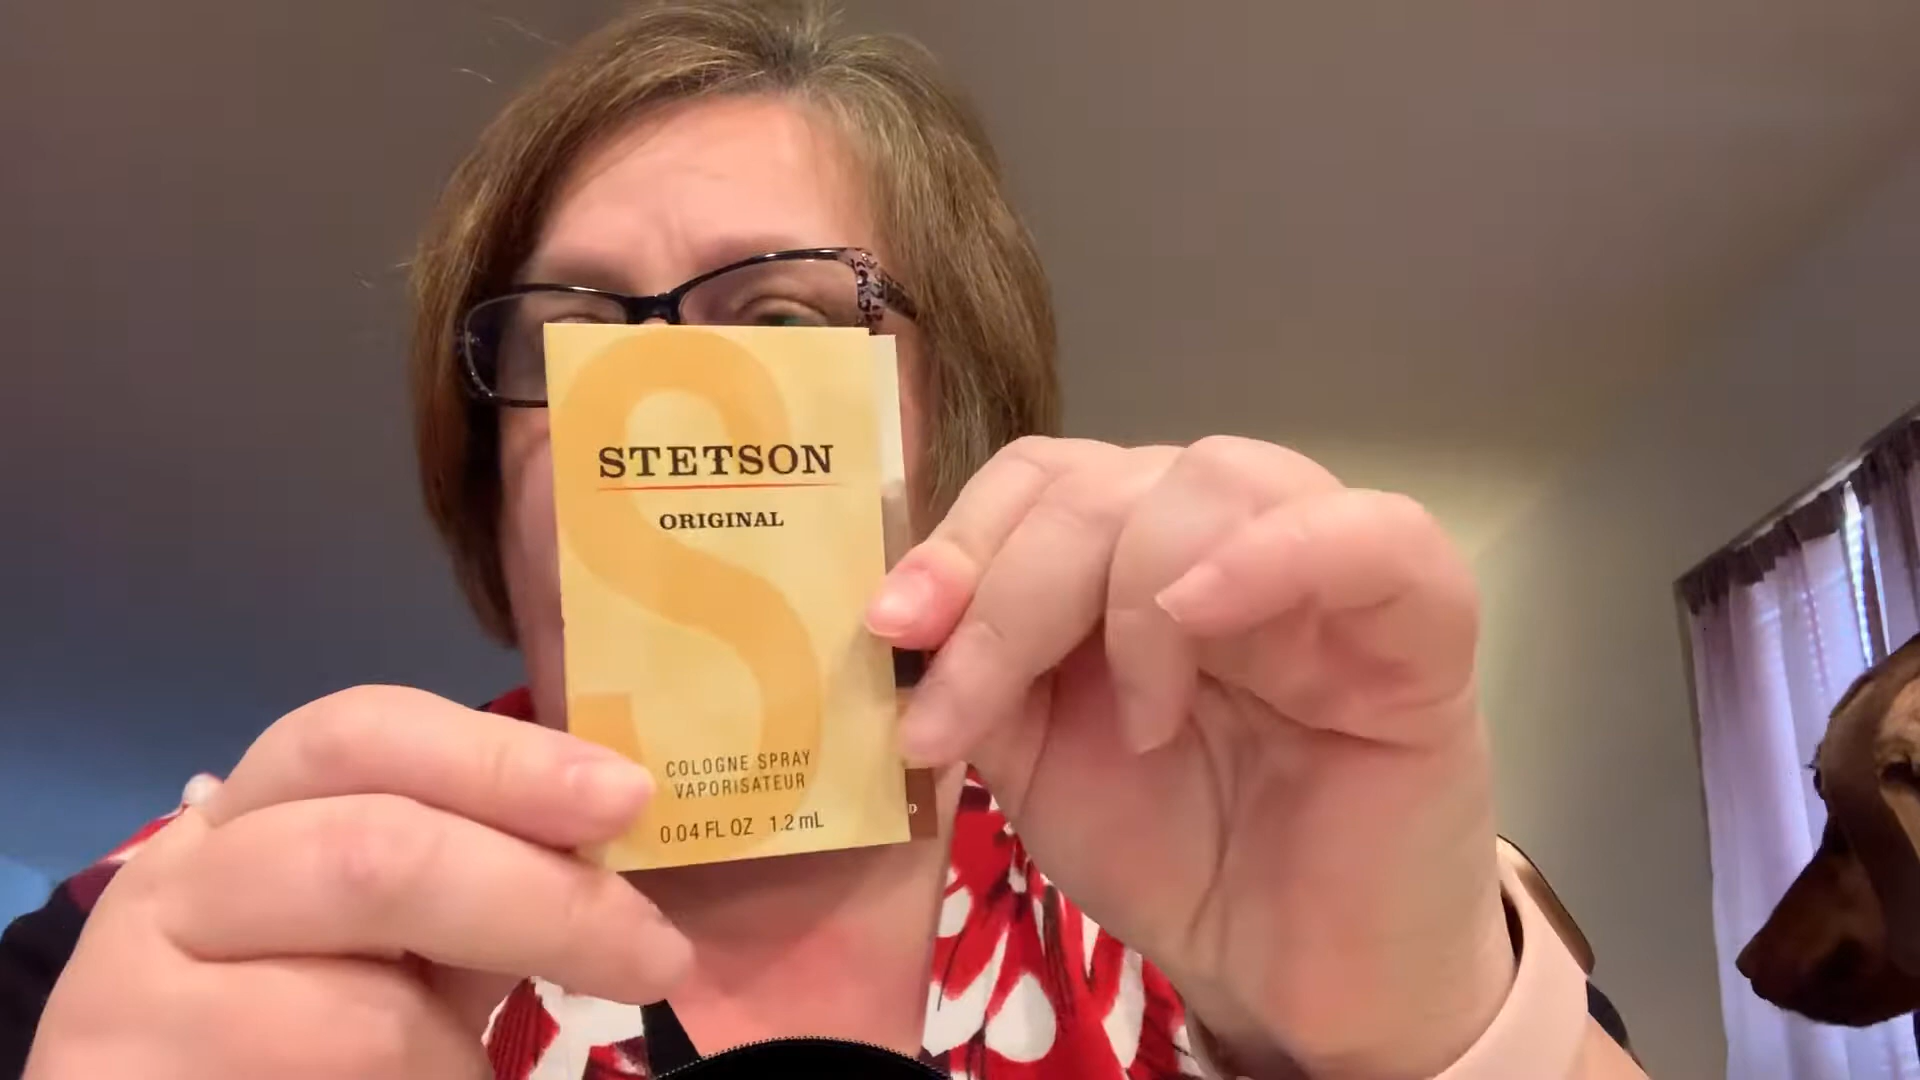 STETSON
ORIGINAL
COLOGNE SPRAY
VAPORISATEUR
0.04 FL OZ 1.2 mL